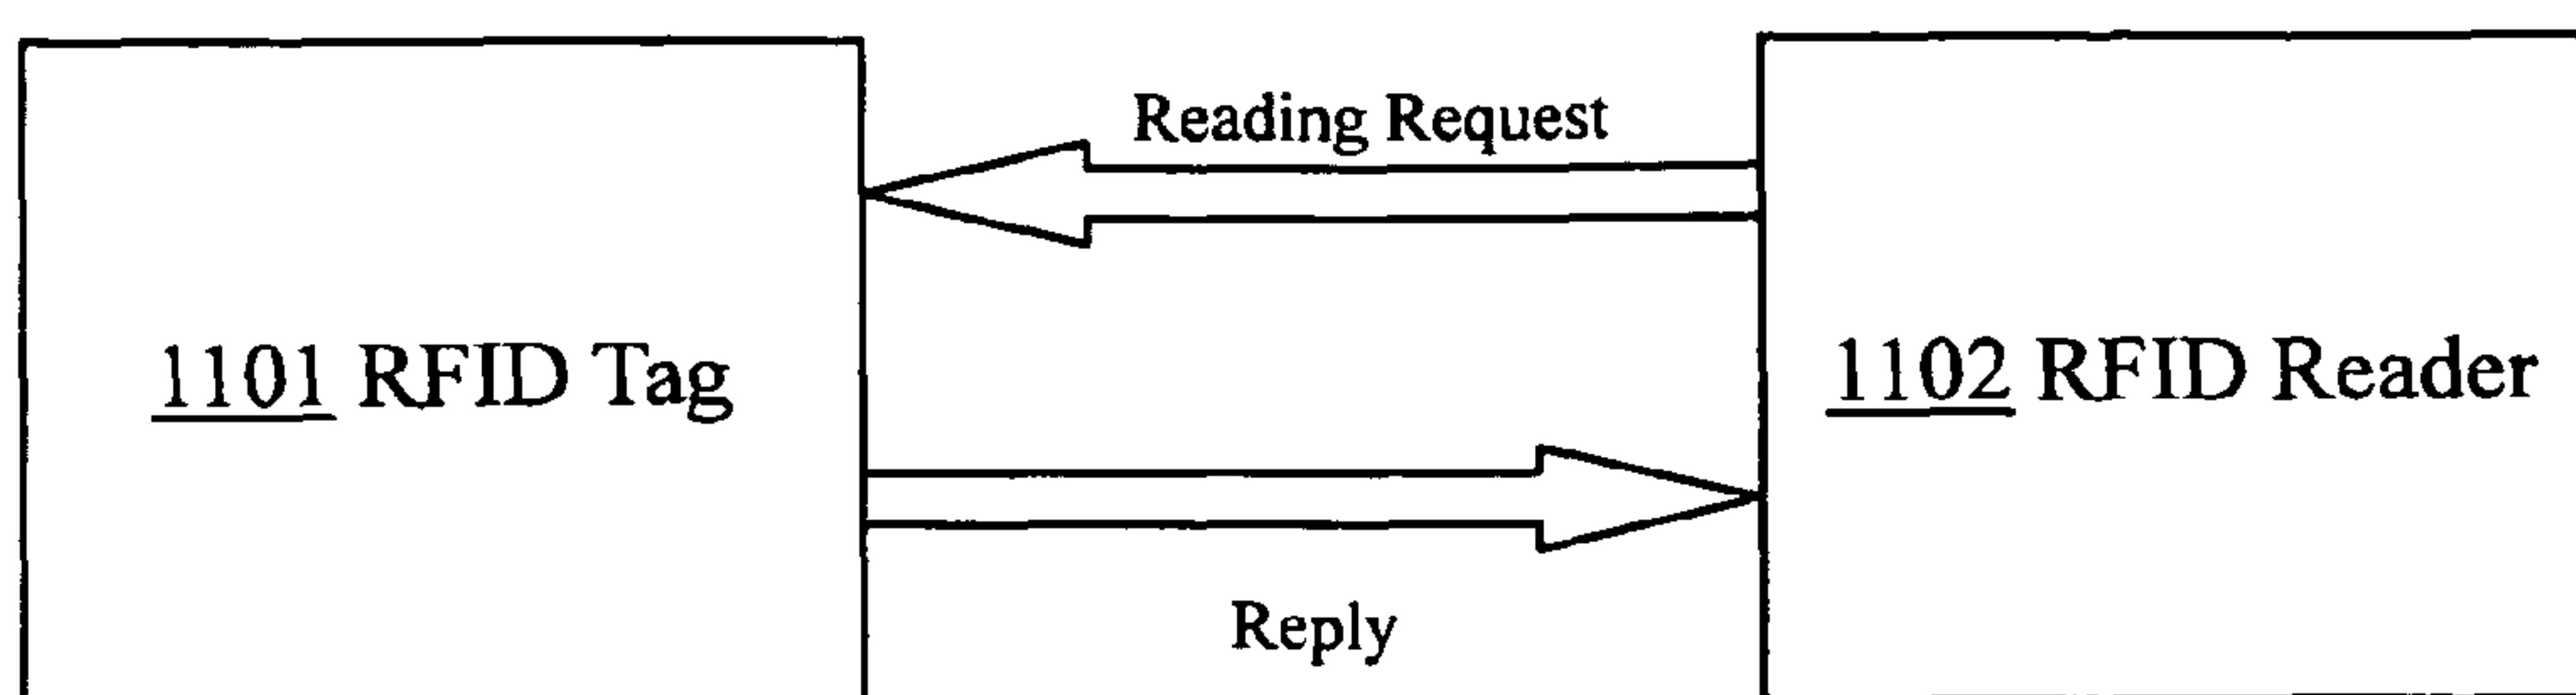 Reading Request
1101 RFID Tag
1102 RFID Reader
Reply